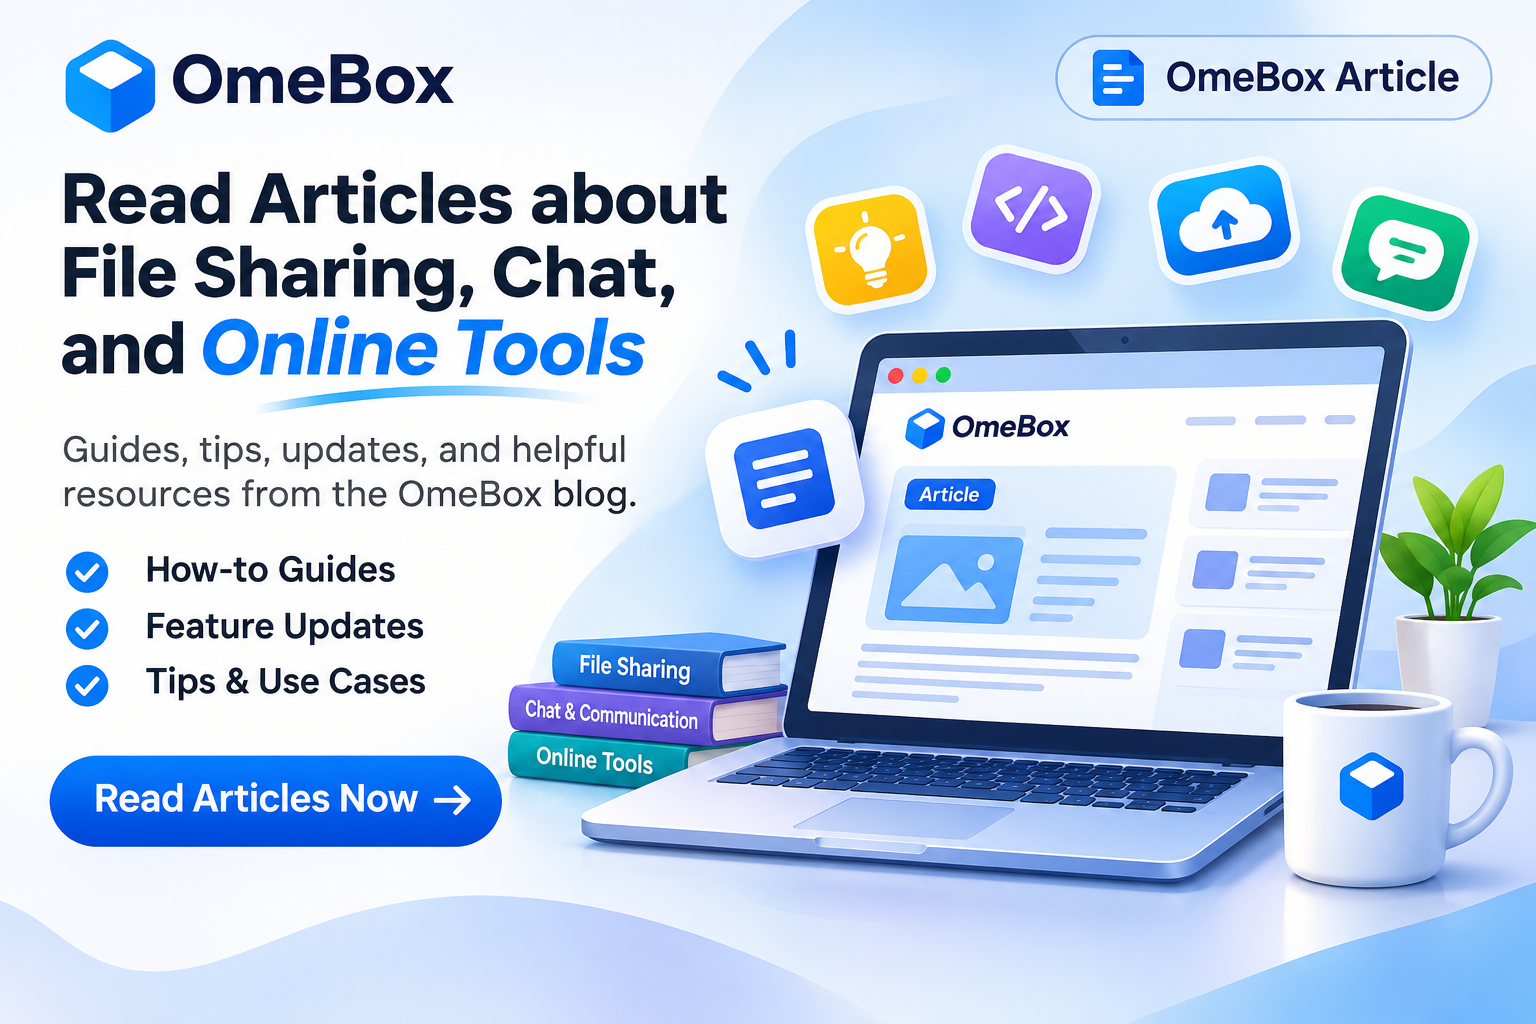 OmeBox
OmeBox Article
Read Articles about
File Sharing, Chat,
and Online Tools
Guides, tips, updates, and helpful
resources from the OmeBox blog.
How-to Guides
Feature Updates
Tips & Use Cases
Read Articles Now
</>
OmeBox
Article
File Sharing
Chat & Communication
Online Tools